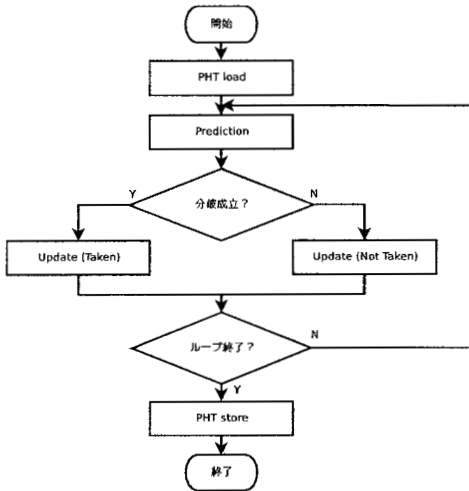 開始
PHT load
Prediction
分岐成立？
Y
N
Update (Taken)
Update (Not Taken)
ループ終了？
N
Y
PHT store
終了